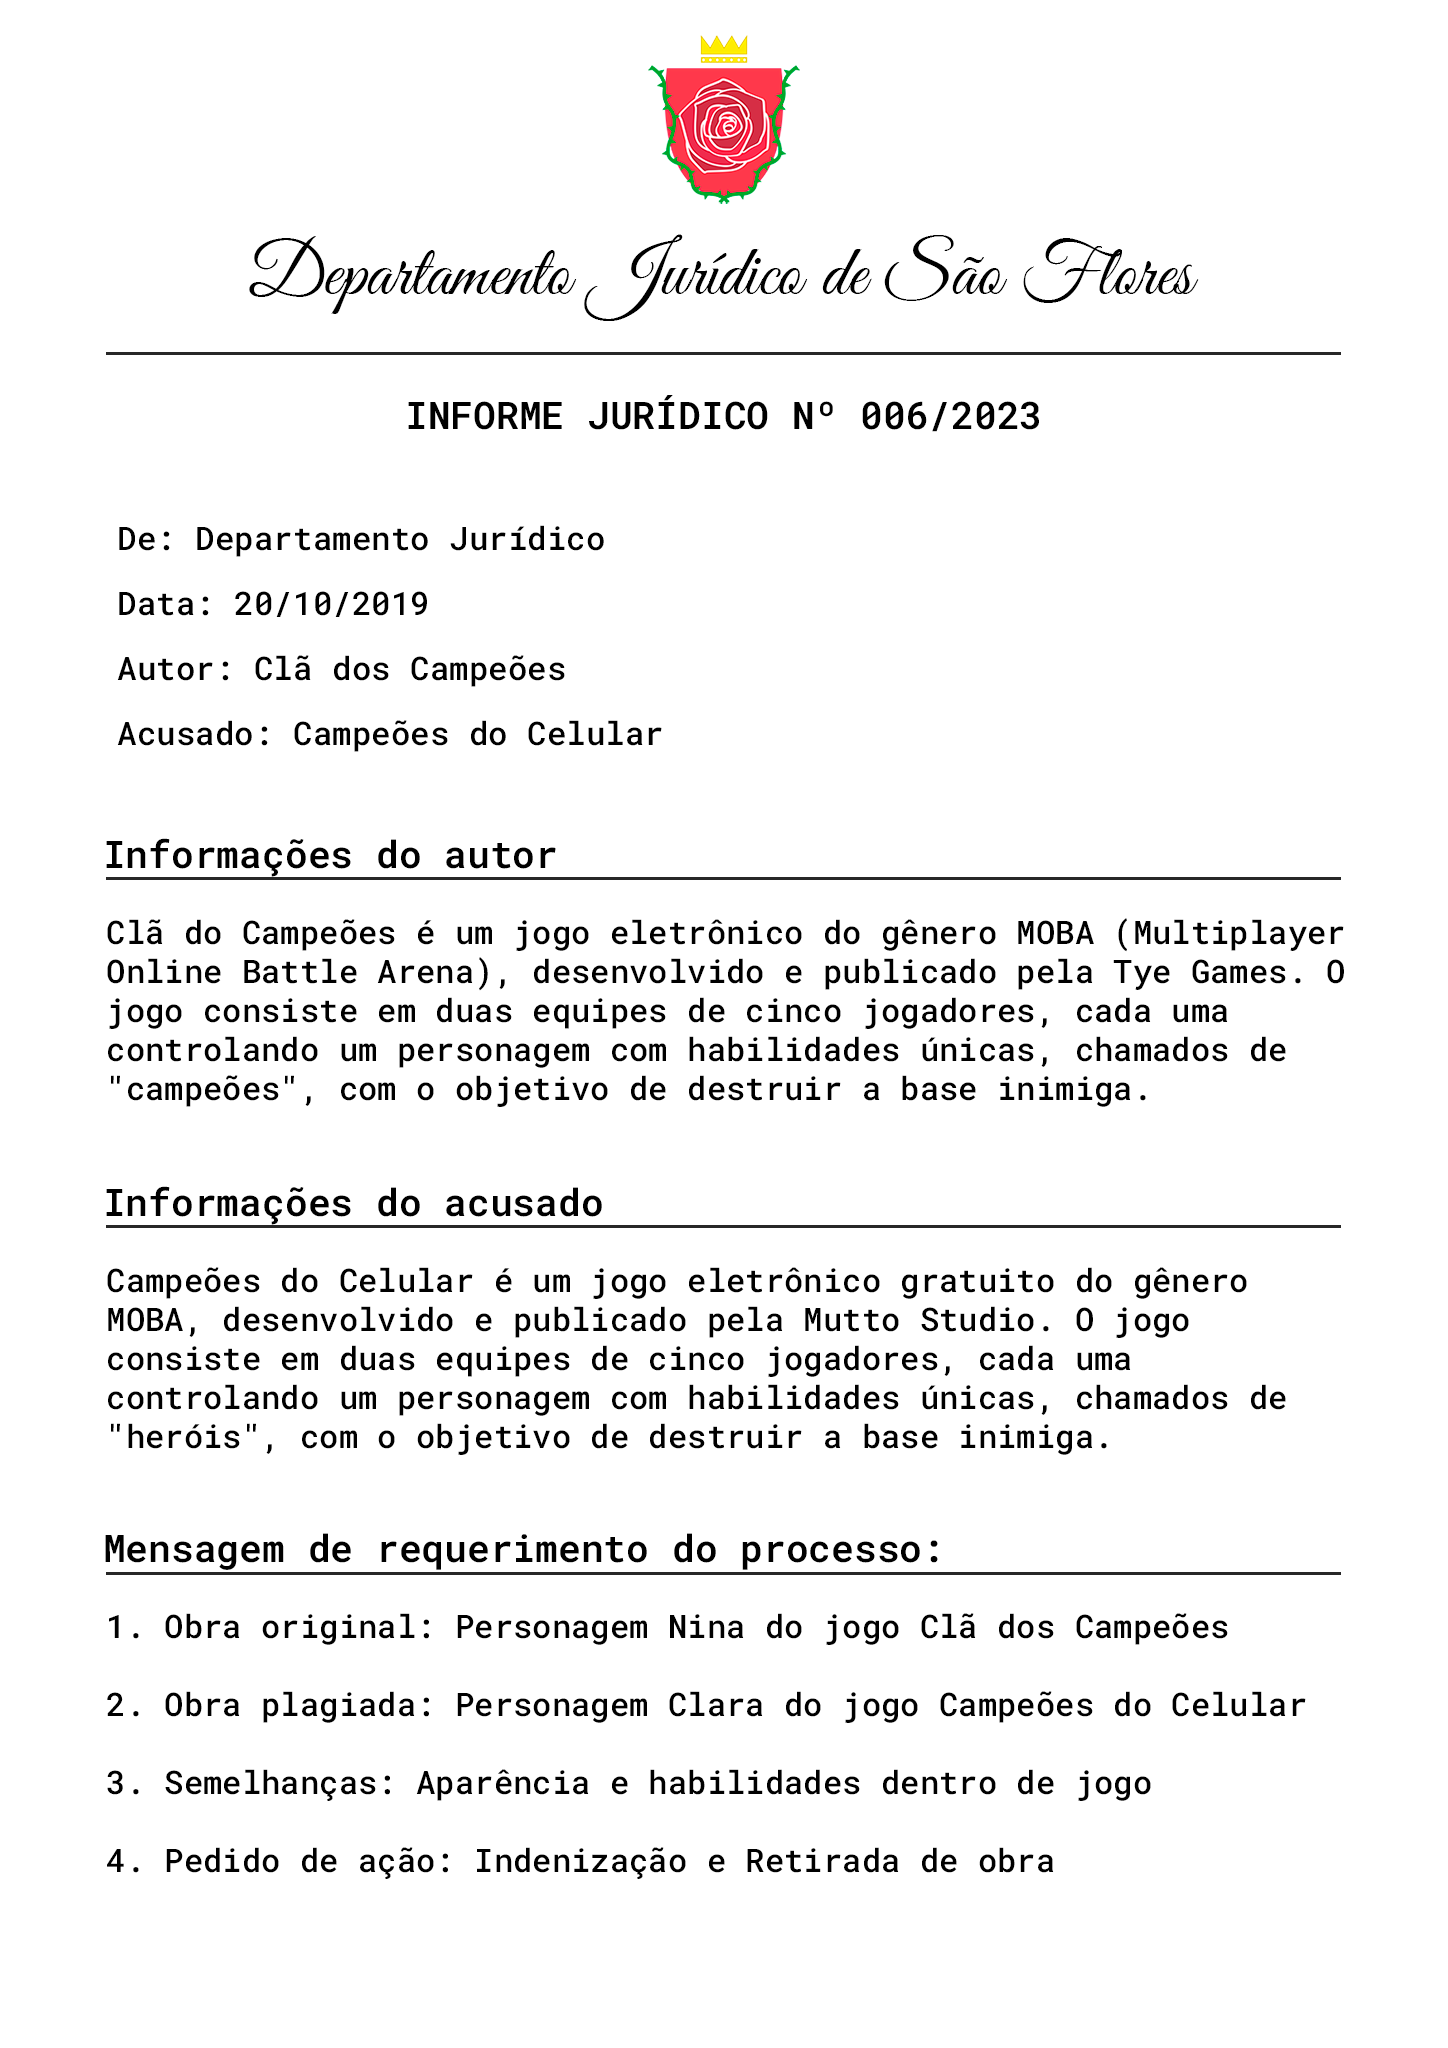 Departamento Jurídico de São Flores
INFORME JURÍDICO Nº 006/2023
De: Departamento Jurídico
Data: 20/10/2019
Autor: Clã dos Campeões
Acusado: Campeões do Celular
Informações do autor
Clã do Campeões é um jogo eletrônico do gênero MOBA (Multiplayer
Online Battle Arena), desenvolvido e publicado pela Tye Games. O
jogo consiste em duas equipes de cinco jogadores, cada uma
controlando um personagem com habilidades únicas, chamados de
"campeões", com o objetivo de destruir a base inimiga.
Informações do acusado
Campeões do Celular é um jogo eletrônico gratuito do gênero
MOBA, desenvolvido e publicado pela Mutto Studio. O jogo
consiste em duas equipes de cinco jogadores, cada uma
controlando um personagem com habilidades únicas, chamados de
"heróis", com o objetivo de destruir a base inimiga.
Mensagem de requerimento do processo:
1. Obra original: Personagem Nina do jogo Clã dos Campeões
2. Obra plagiada: Personagem Clara do jogo Campeões do Celular
3. Semelhanças: Aparência e habilidades dentro de jogo
4. Pedido de ação: Indenização e Retirada de obra